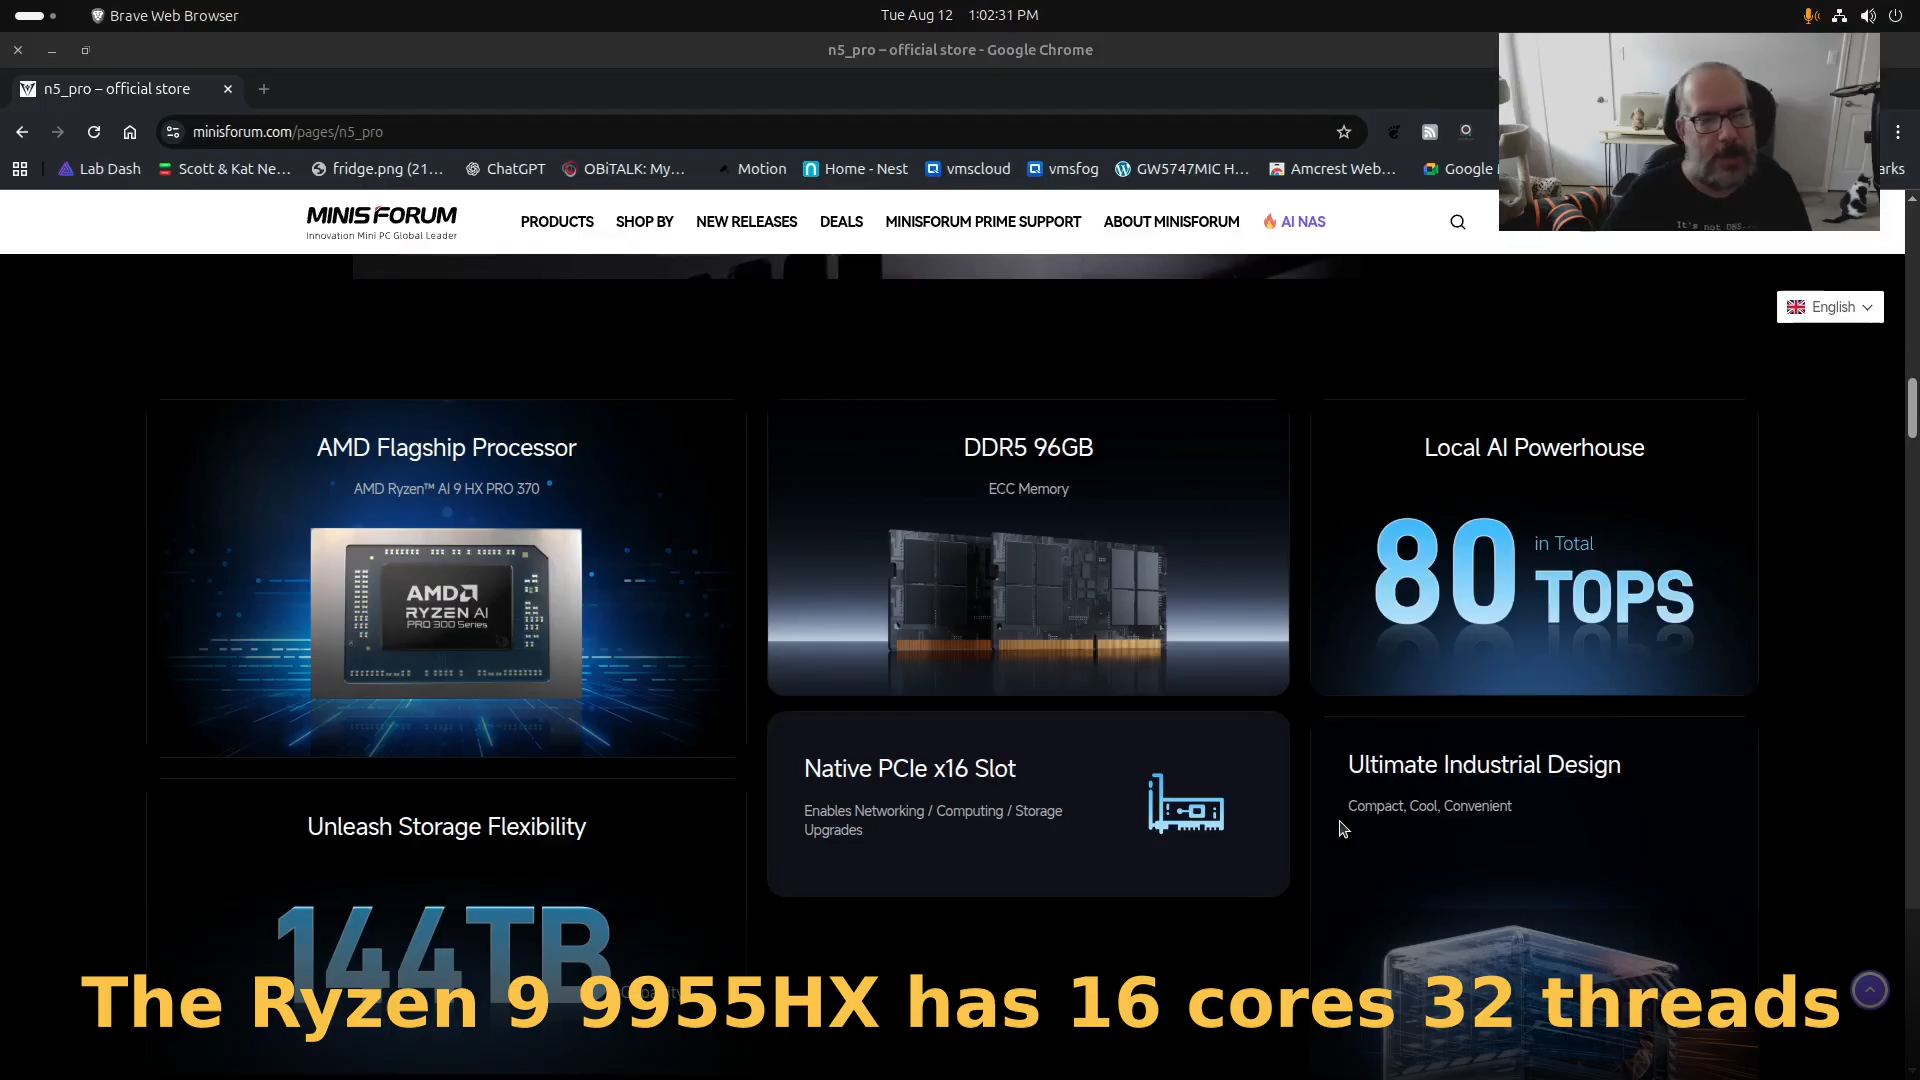 Brave Web Browser
Tue Aug 12 1:02:31 PM
n5_pro – official store - Google Chrome
n5_pro – official store
minisforum.com/pages/n5_pro
Lab Dash
Scott & Kat Ne...
fridge.png (21...
ChatGPT
OBiTALK: My...
Motion
Home - Nest
vmscloud
vmsfog
GW5747MIC H...
Amcrest Web...
Google
arks
It's not DNS...
MINISFORUM
Innovation Mini PC Global Leader
PRODUCTS
SHOP BY
NEW RELEASES
DEALS
MINISFORUM PRIME SUPPORT
ABOUT MINISFORUM
AI NAS
English
AMD Flagship Processor
AMD Ryzen™ AI 9 HX PRO 370
AMD
RYZEN AI
PRO 300 Series
DDR5 96GB
ECC Memory
Local AI Powerhouse
80 in Total
TOPS
Native PCIe x16 Slot
Enables Networking / Computing / Storage
Upgrades
Ultimate Industrial Design
Compact, Cool, Convenient
Unleash Storage Flexibility
144TB
Capacity
The Ryzen 9 9955HX has 16 cores 32 threads